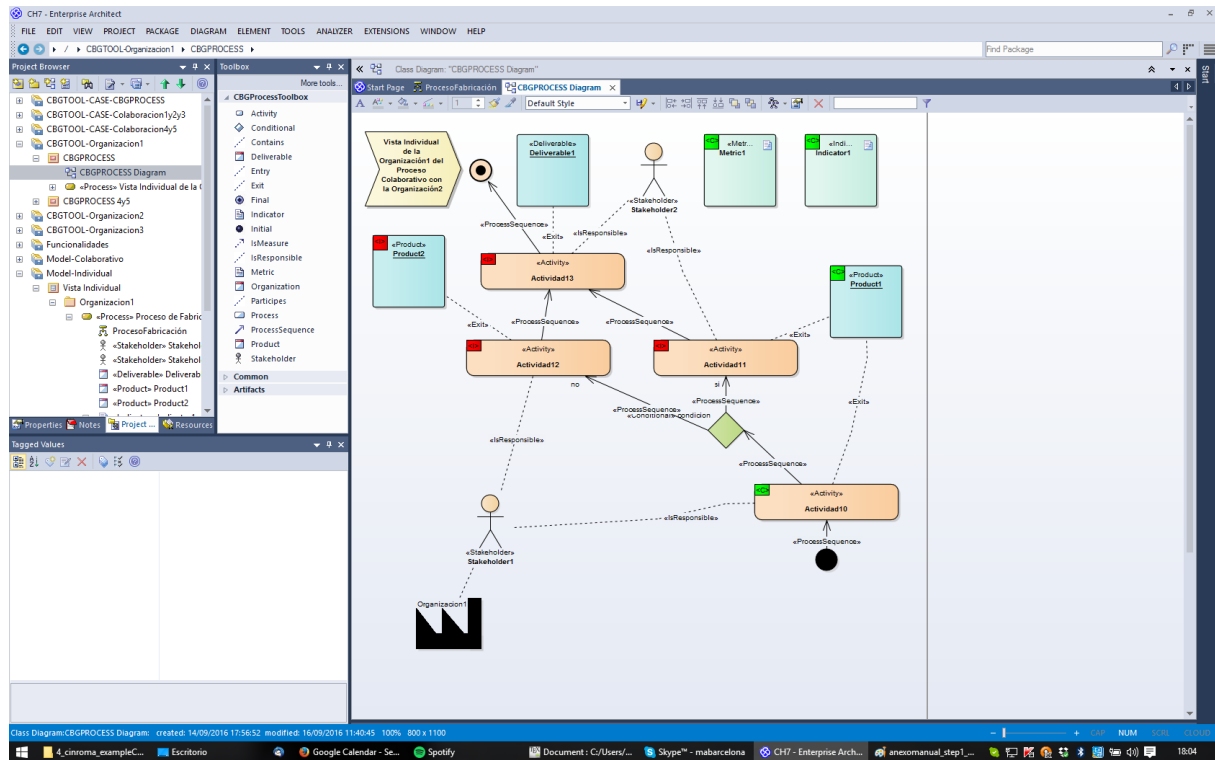 CH7 - Enterprise Architect
FILE EDIT VIEW PROJECT PACKAGE DIAGRAM ELEMENT TOOLS ANALYZER EXTENSIONS WINDOW HELP
/ CBGTOOL-Organizacion1 CBGPROCESS
Find Package
Project Browser
CBGTOOL-CASE-CBGPROCESS
CBGTOOL-CASE-Colaboracion1y2y3
CBGTOOL-CASE-Colaboracion4y5
CBGTOOL-Organizacion1
CBGPROCESS
CBGPROCESS Diagram
«Process» Vista Individual de la
CBGPROCESS 4y5
CBGTOOL-Organizacion2
CBGTOOL-Organizacion3
Funcionalidades
Model-Colaborativo
Model-Individual
Vista Individual
Organizacion1
«Process» Proceso de Fabric
ProcesoFabricación
«Stakeholder» Stakehol
«Stakeholder» Stakehol
«Deliverable» Deliverab
«Product» Product1
«Product» Product2
Properties Notes Project ... Resources
Toolbox
More tools...
CBGProcessToolbox
Activity
Conditional
Contains
Deliverable
Entry
Exit
Final
Indicator
Initial
IsMeasure
IsResponsible
Metric
Organization
Participes
Process
ProcessSequence
Product
Stakeholder
Common
Artifacts
Tagged Values
Class Diagram: "CBGPROCESS Diagram"
Start Page ProcesoFabricación CBGPROCESS Diagram
1 Default Style
Start
Vista Individual
de la
Organización1 del
Proceso
Colaborativo con
la Organización2
«Deliverable»
Deliverable1
«Stakeholder»
Stakeholder2
<C> «Metr...
Metric1
<C> «Indi...
Indicator1
«ProcessSequence»
«Exit»
«IsResponsible»
«IsResponsible»
«Product»
Product2
«Activity»
Actividad13
<C> «Product»
Product1
«Exit»
«ProcessSequence»
«ProcessSequence»
«Exit»
«Activity»
Actividad12
«Activity»
Actividad11
no
si
«ProcessSequence»
«ProcessSequence»
«Conditional» condicion
«Exit»
«IsResponsible»
«ProcessSequence»
<C> «Activity»
Actividad10
«IsResponsible»
«ProcessSequence»
«Stakeholder»
Stakeholder1
Organizacion1
Class Diagram:CBGPROCESS Diagram: created: 14/09/2016 17:56:52 modified: 16/09/2016 11:40:45 100% 800 x 1100
CAP NUM SCRL CLOUD
4_cinroma_exampleC... Escritorio Google Calendar - Se... Spotify Document : C:/Users/... Skype™ - mabarcelona CH7 - Enterprise Arch... anexomanual_step1_... 18:04